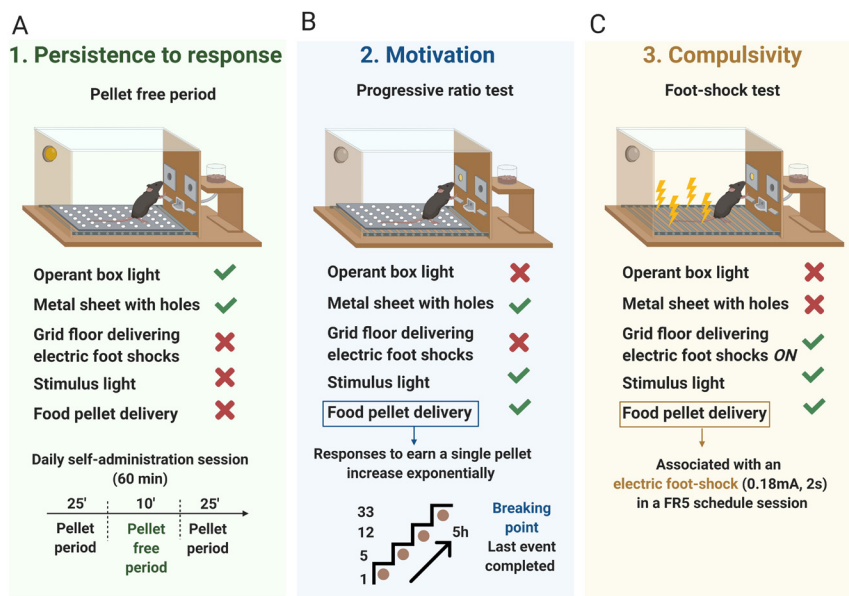 A
1. Persistence to response
Pellet free period
Operant box light
Metal sheet with holes
Grid floor delivering
electric foot shocks
Stimulus light
Food pellet delivery
Daily self-administration session
(60 min)
25' 10' 25'
Pellet Pellet Pellet
period free period
period
B
2. Motivation
Progressive ratio test
Operant box light
Metal sheet with holes
Grid floor delivering
electric foot shocks
Stimulus light
Food pellet delivery
Responses to earn a single pellet
increase exponentially
33
12
5
1
5h
Breaking
point
Last event
completed
C
3. Compulsivity
Foot-shock test
Operant box light
Metal sheet with holes
Grid floor delivering
electric foot shocks ON
Stimulus light
Food pellet delivery
Associated with an
electric foot-shock (0.18mA, 2s)
in a FR5 schedule session